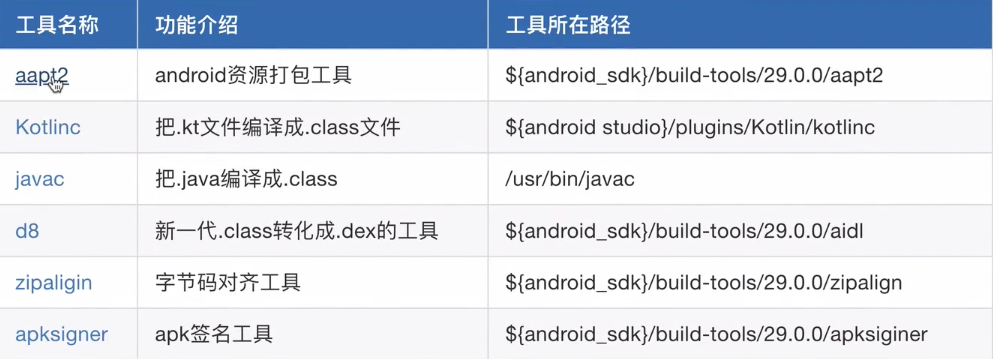 工具名称 功能介绍 工具所在路径
aapt2 android资源打包工具 ${android_sdk}/build-tools/29.0.0/aapt2
Kotlinc 把.kt文件编译成.class文件 ${android studio}/plugins/Kotlin/kotlinc
javac 把.java编译成.class /usr/bin/javac
d8 新一代.class转化成.dex的工具 ${android_sdk}/build-tools/29.0.0/aidl
zipaligin 字节码对齐工具 ${android_sdk}/build-tools/29.0.0/zipalign
apksigner apk签名工具 ${android_sdk}/build-tools/29.0.0/apksiginer